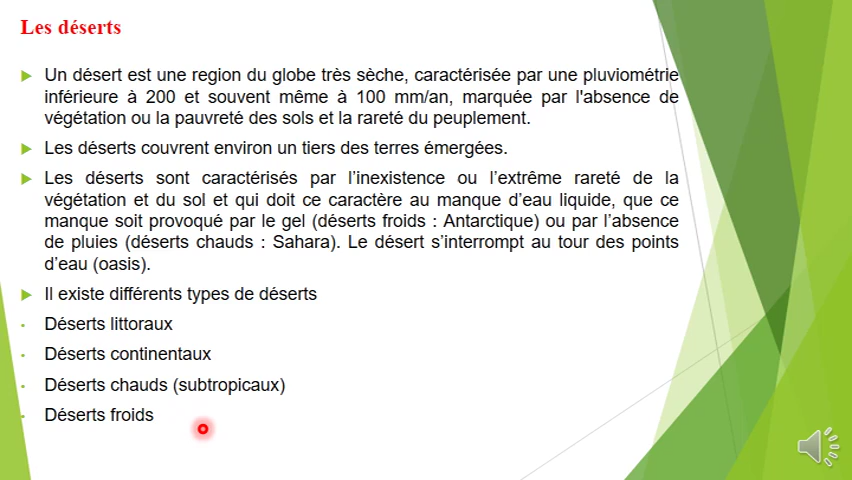 Les déserts
Un désert est une region du globe très sèche, caractérisée par une pluviométrie
inférieure à 200 et souvent même à 100 mm/an, marquée par l'absence de
végétation ou la pauvreté des sols et la rareté du peuplement.
Les déserts couvrent environ un tiers des terres émergées.
Les déserts sont caractérisés par l’inexistence ou l’extrême rareté de la
végétation et du sol et qui doit ce caractère au manque d’eau liquide, que ce
manque soit provoqué par le gel (déserts froids : Antarctique) ou par l’absence
de pluies (déserts chauds : Sahara). Le désert s’interrompt au tour des points
d’eau (oasis).
Il existe différents types de déserts
Déserts littoraux
Déserts continentaux
Déserts chauds (subtropicaux)
Déserts froids